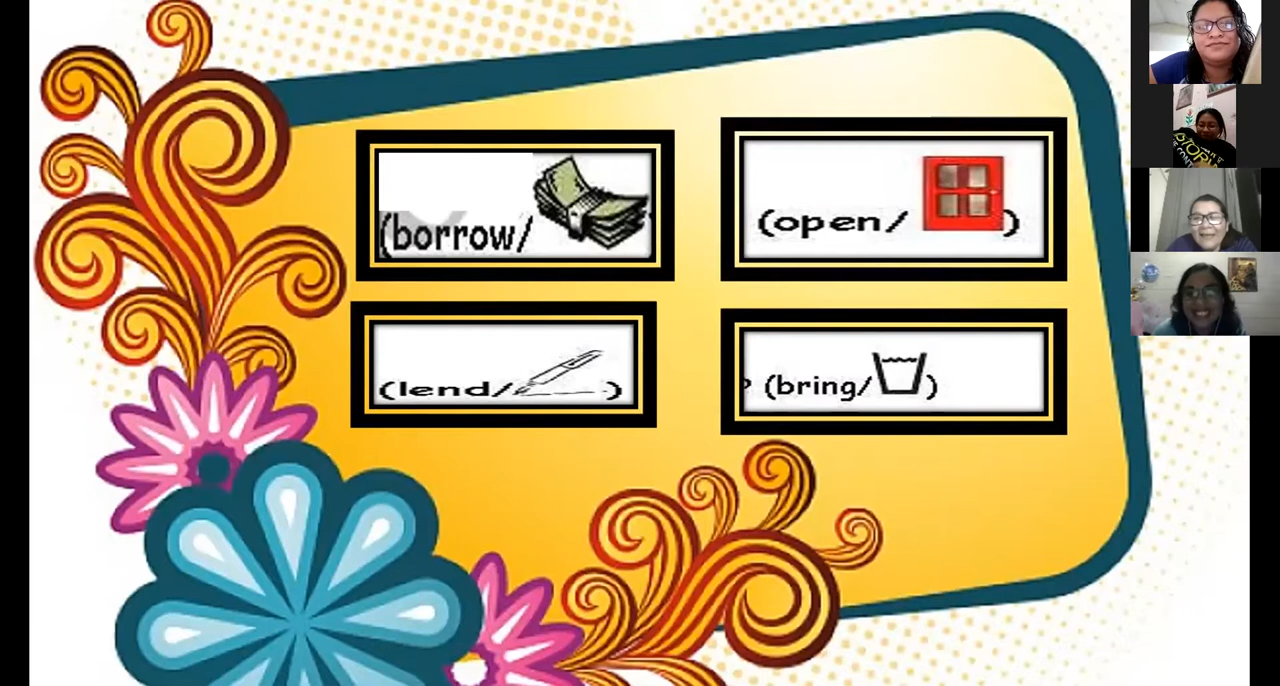 (borrow/
(open/ )
(lend/ )
? (bring/ )